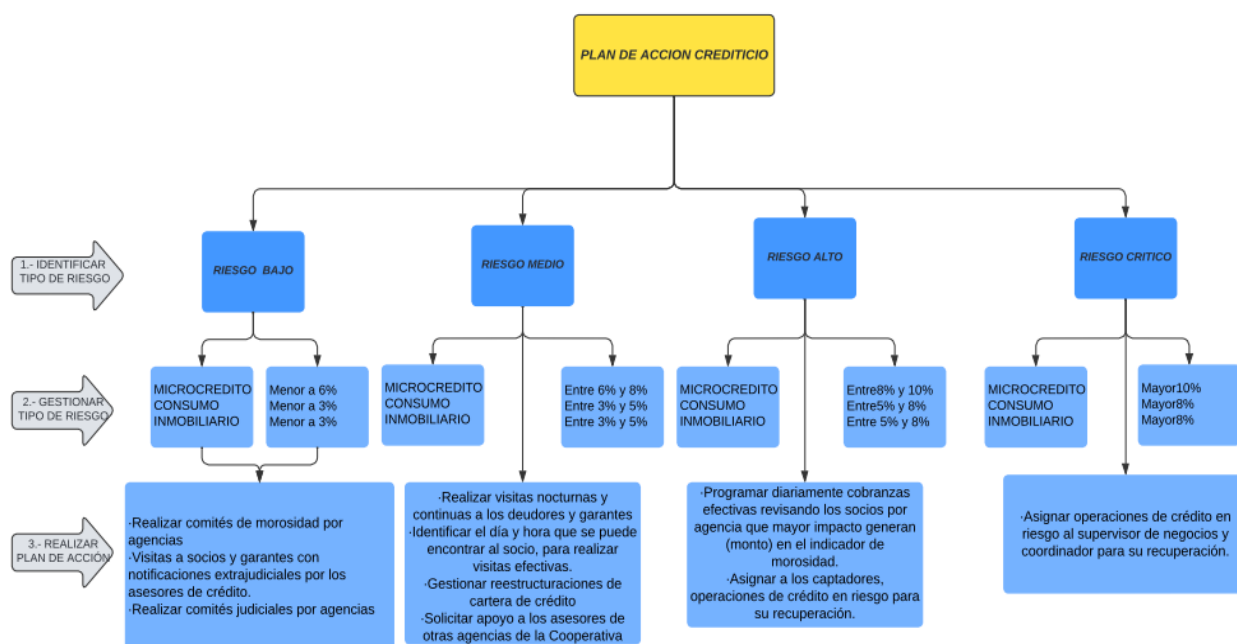 PLAN DE ACCION CREDITICIO
1.- IDENTIFICAR
TIPO DE RIESGO
RIESGO BAJO
RIESGO MEDIO
RIESGO ALTO
RIESGO CRITICO
2.- GESTIONAR
TIPO DE RIESGO
MICROCREDITO
CONSUMO
INMOBILIARIO
Menor a 6%
Menor a 3%
Menor a 3%
MICROCREDITO
CONSUMO
INMOBILIARIO
Entre 6% y 8%
Entre 3% y 5%
Entre 3% y 5%
MICROCREDITO
CONSUMO
INMOBILIARIO
Entre8% y 10%
Entre5% y 8%
Entre 5% y 8%
MICROCREDITO
CONSUMO
INMOBILIARIO
Mayor10%
Mayor8%
Mayor8%
3.- REALIZAR
PLAN DE ACCIÓN
·Realizar comités de morosidad por
agencias
·Visitas a socios y garantes con
notificaciones extrajudiciales por los
asesores de crédito.
·Realizar comités judiciales por agencias
·Realizar visitas nocturnas y
continuas a los deudores y garantes
·Identificar el día y hora que se puede
encontrar al socio, para realizar
visitas efectivas.
·Gestionar reestructuraciones de
cartera de crédito
·Solicitar apoyo a los asesores de
otras agencias de la Cooperativa
·Programar diariamente cobranzas
efectivas revisando los socios por
agencia que mayor impacto generan
(monto) en el indicador de
morosidad.
·Asignar a los captadores,
operaciones de crédito en riesgo para
su recuperación.
·Asignar operaciones de crédito en
riesgo al supervisor de negocios y
coordinador para su recuperación.